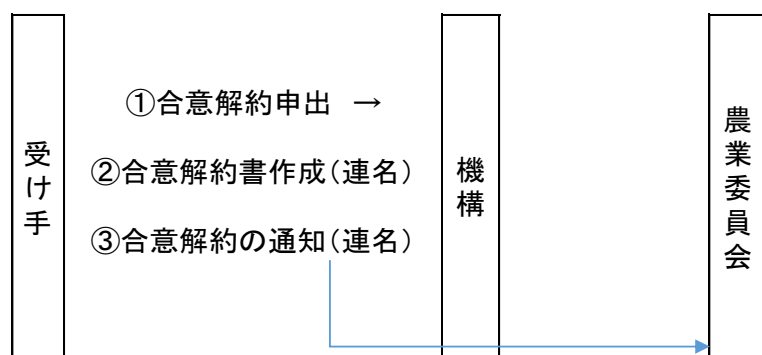 受け手
①合意解約申出 →
②合意解約書作成（連名）
③合意解約の通知（連名）
機構
農業委員会